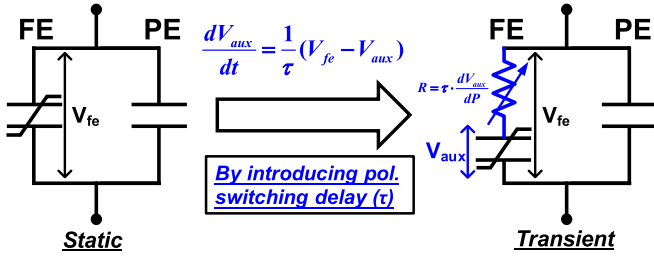 FE PE
V_fe
Static
dV_aux/dt = 1/τ (V_fe − V_aux)
By introducing pol.
switching delay (τ)
FE PE
R = τ · dV_aux/dP
V_fe
V_aux
Transient